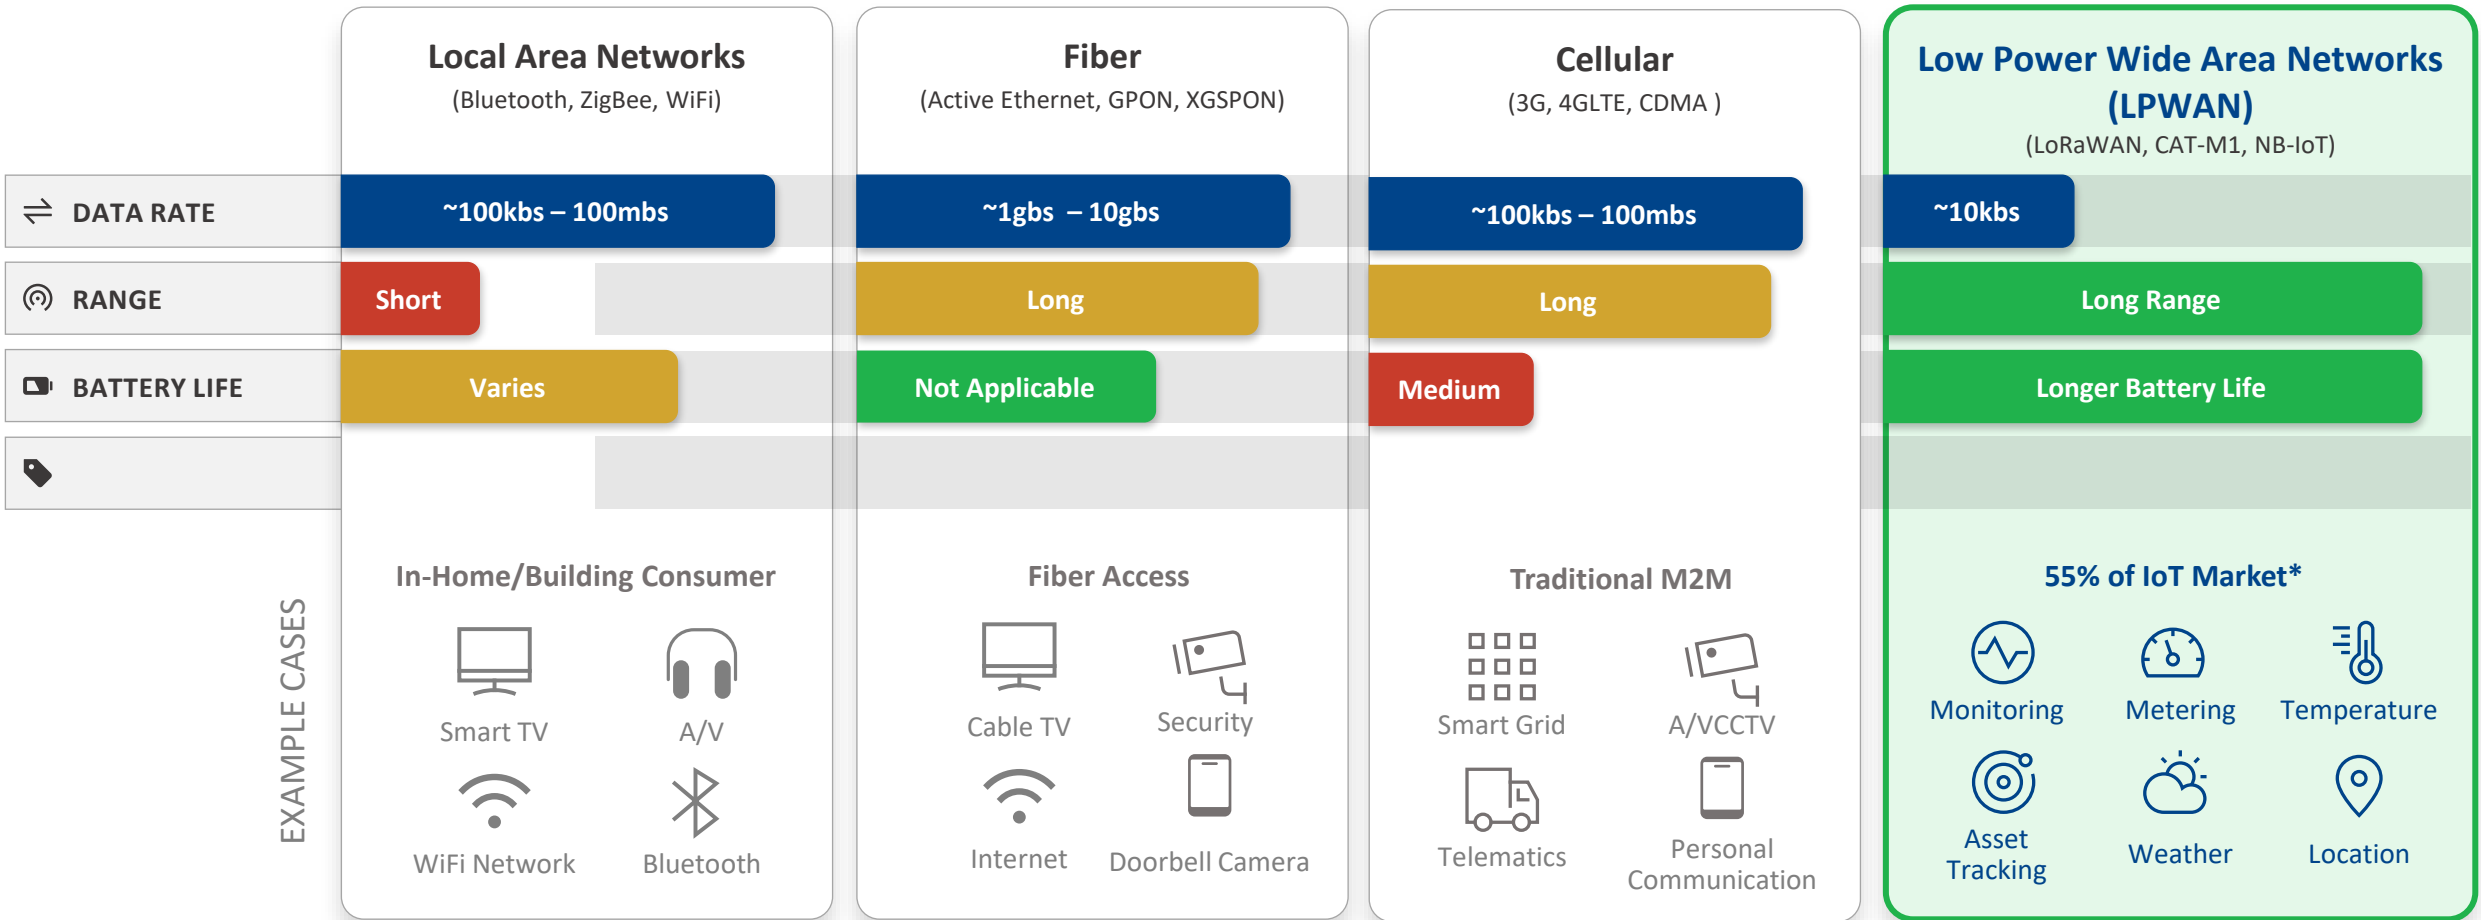 Local Area Networks
(Bluetooth, ZigBee, WiFi)
Fiber
(Active Ethernet, GPON, XGSPON)
Cellular
(3G, 4GLTE, CDMA )
Low Power Wide Area Networks
(LPWAN)
(LoRaWAN, CAT-M1, NB-IoT)
DATA RATE
~100kbs – 100mbs
~1gbs – 10gbs
~100kbs – 100mbs
~10kbs
RANGE
Short
Long
Long
Long Range
BATTERY LIFE
Varies
Not Applicable
Medium
Longer Battery Life
EXAMPLE CASES
In-Home/Building Consumer
Smart TV
A/V
WiFi Network
Bluetooth
Fiber Access
Cable TV
Security
Internet
Doorbell Camera
Traditional M2M
Smart Grid
A/VCCTV
Telematics
Personal
Communication
55% of IoT Market*
Monitoring
Metering
Temperature
Asset
Tracking
Weather
Location